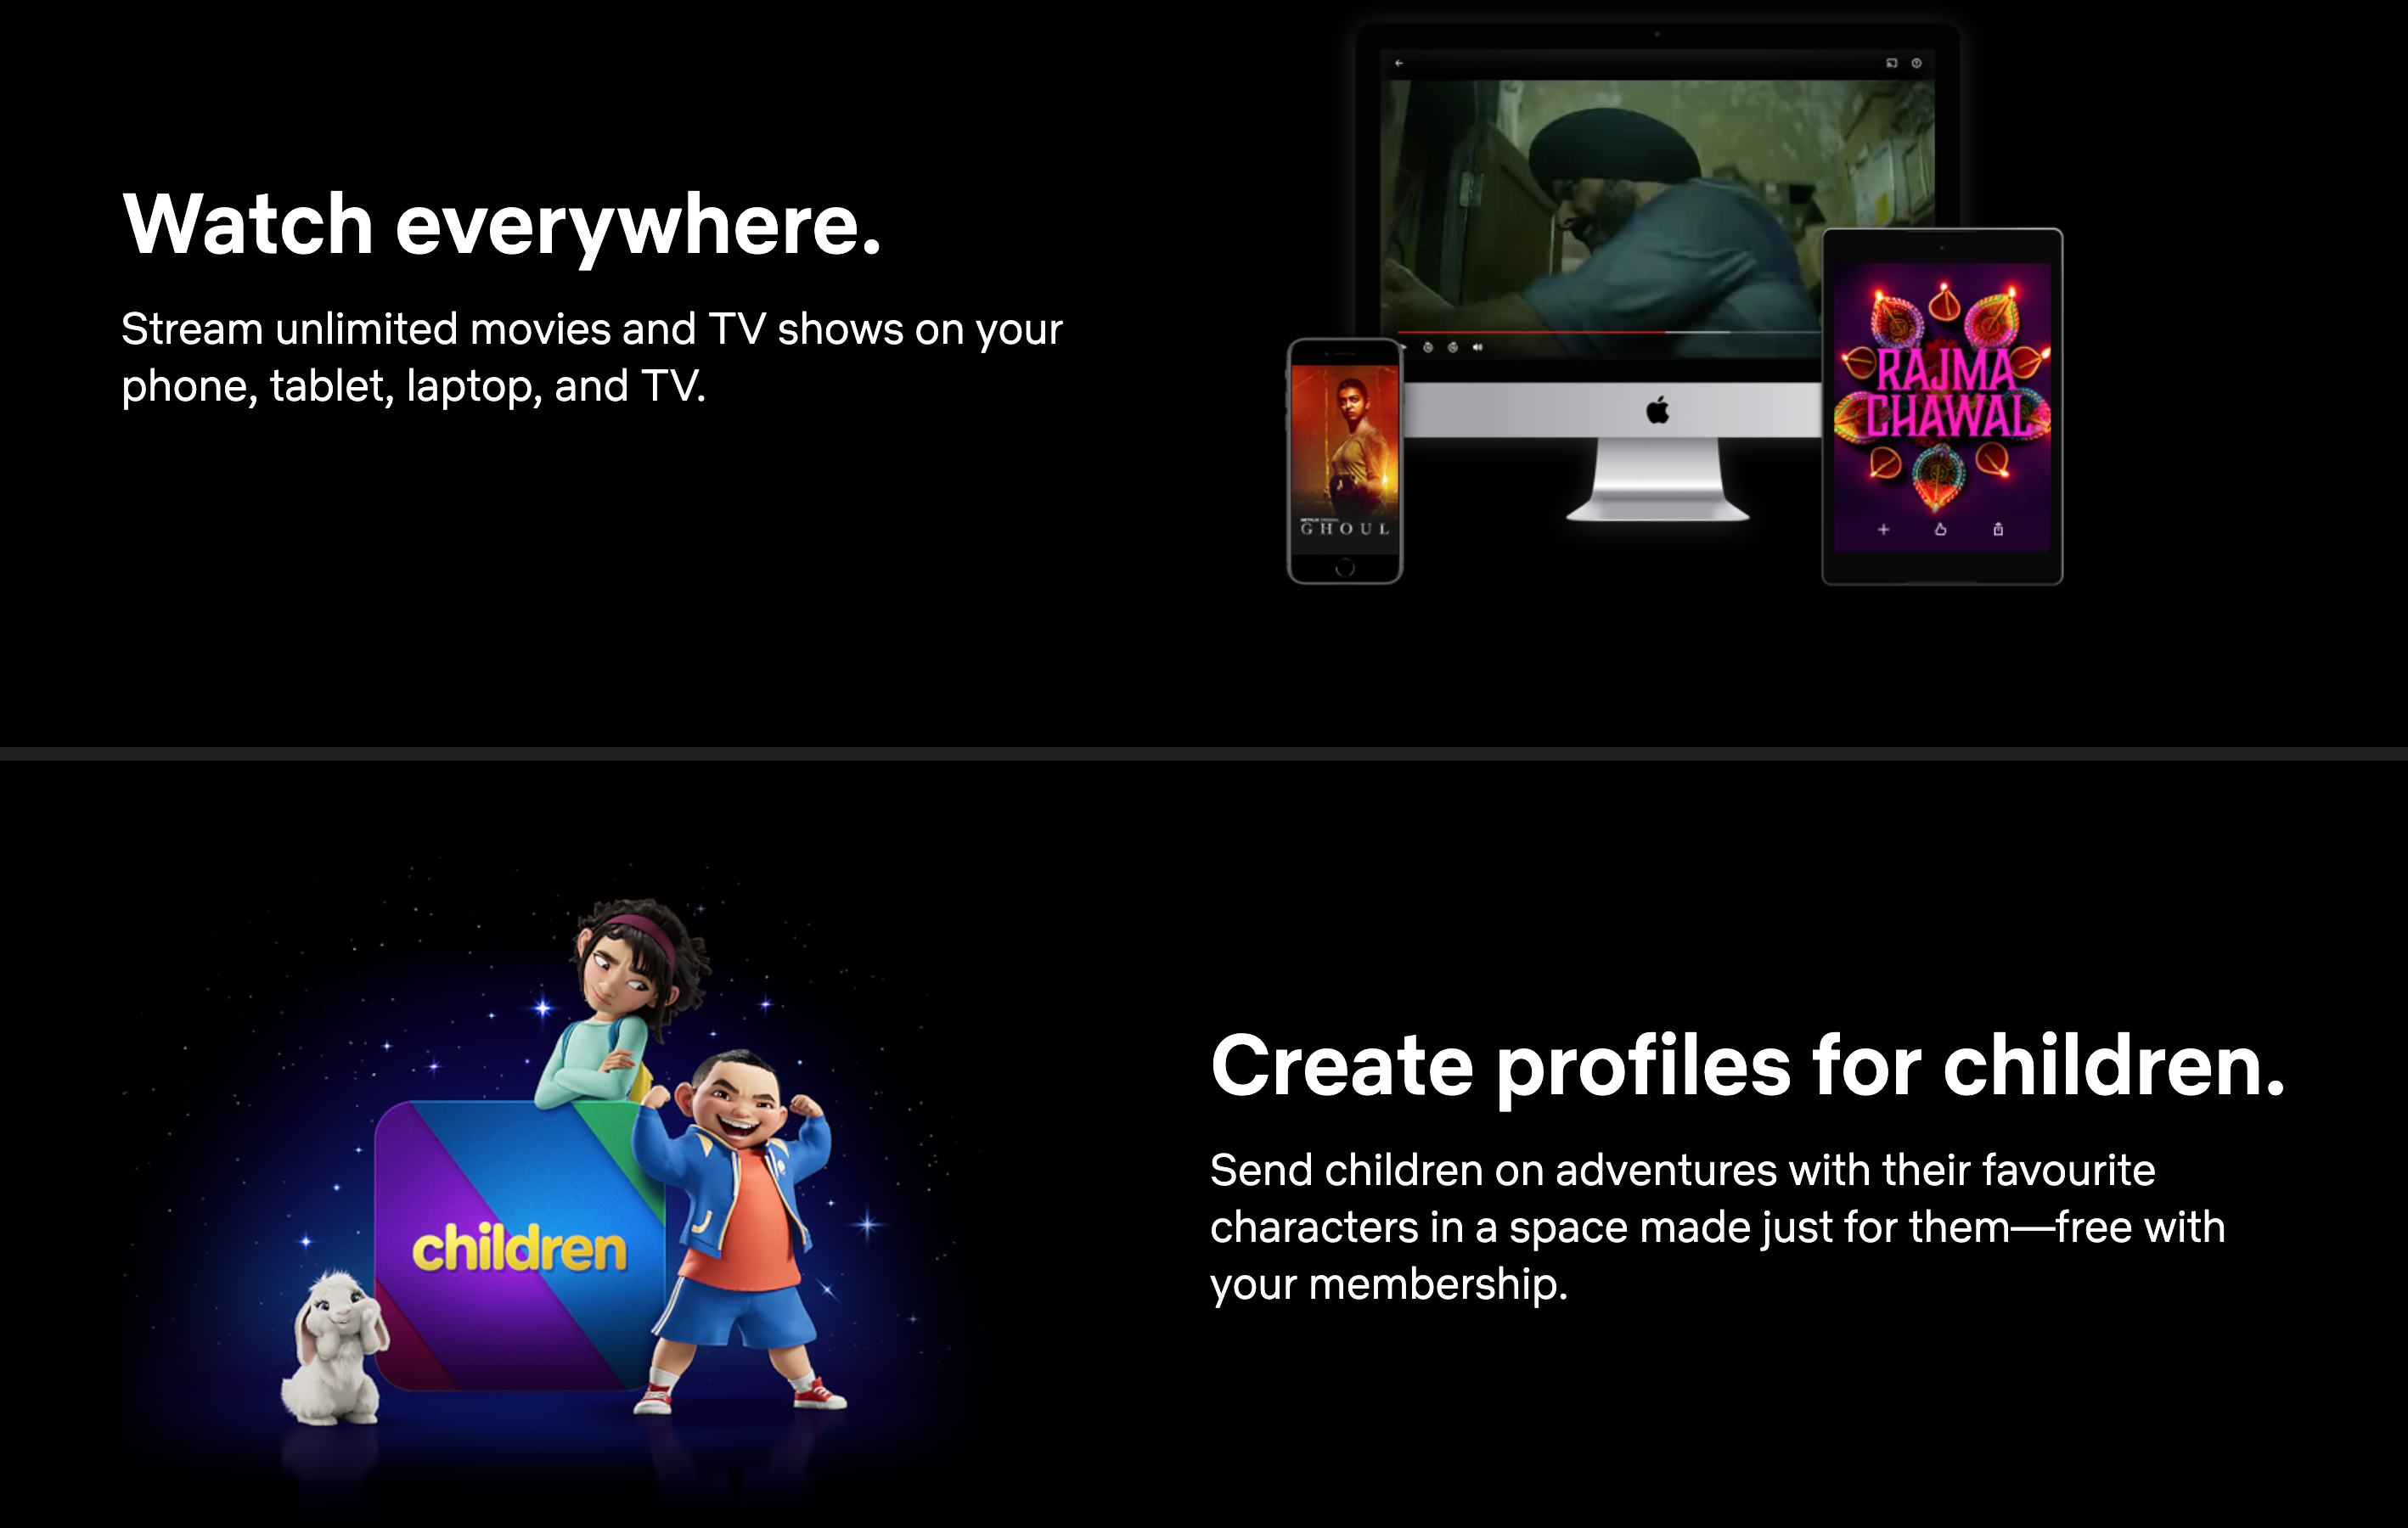 Watch everywhere.
Stream unlimited movies and TV shows on your
phone, tablet, laptop, and TV.
RAJMA
CHAWAL
NETFLIX ORIGINAL
GHOUL
children
Create profiles for children.
Send children on adventures with their favourite
characters in a space made just for them—free with
your membership.